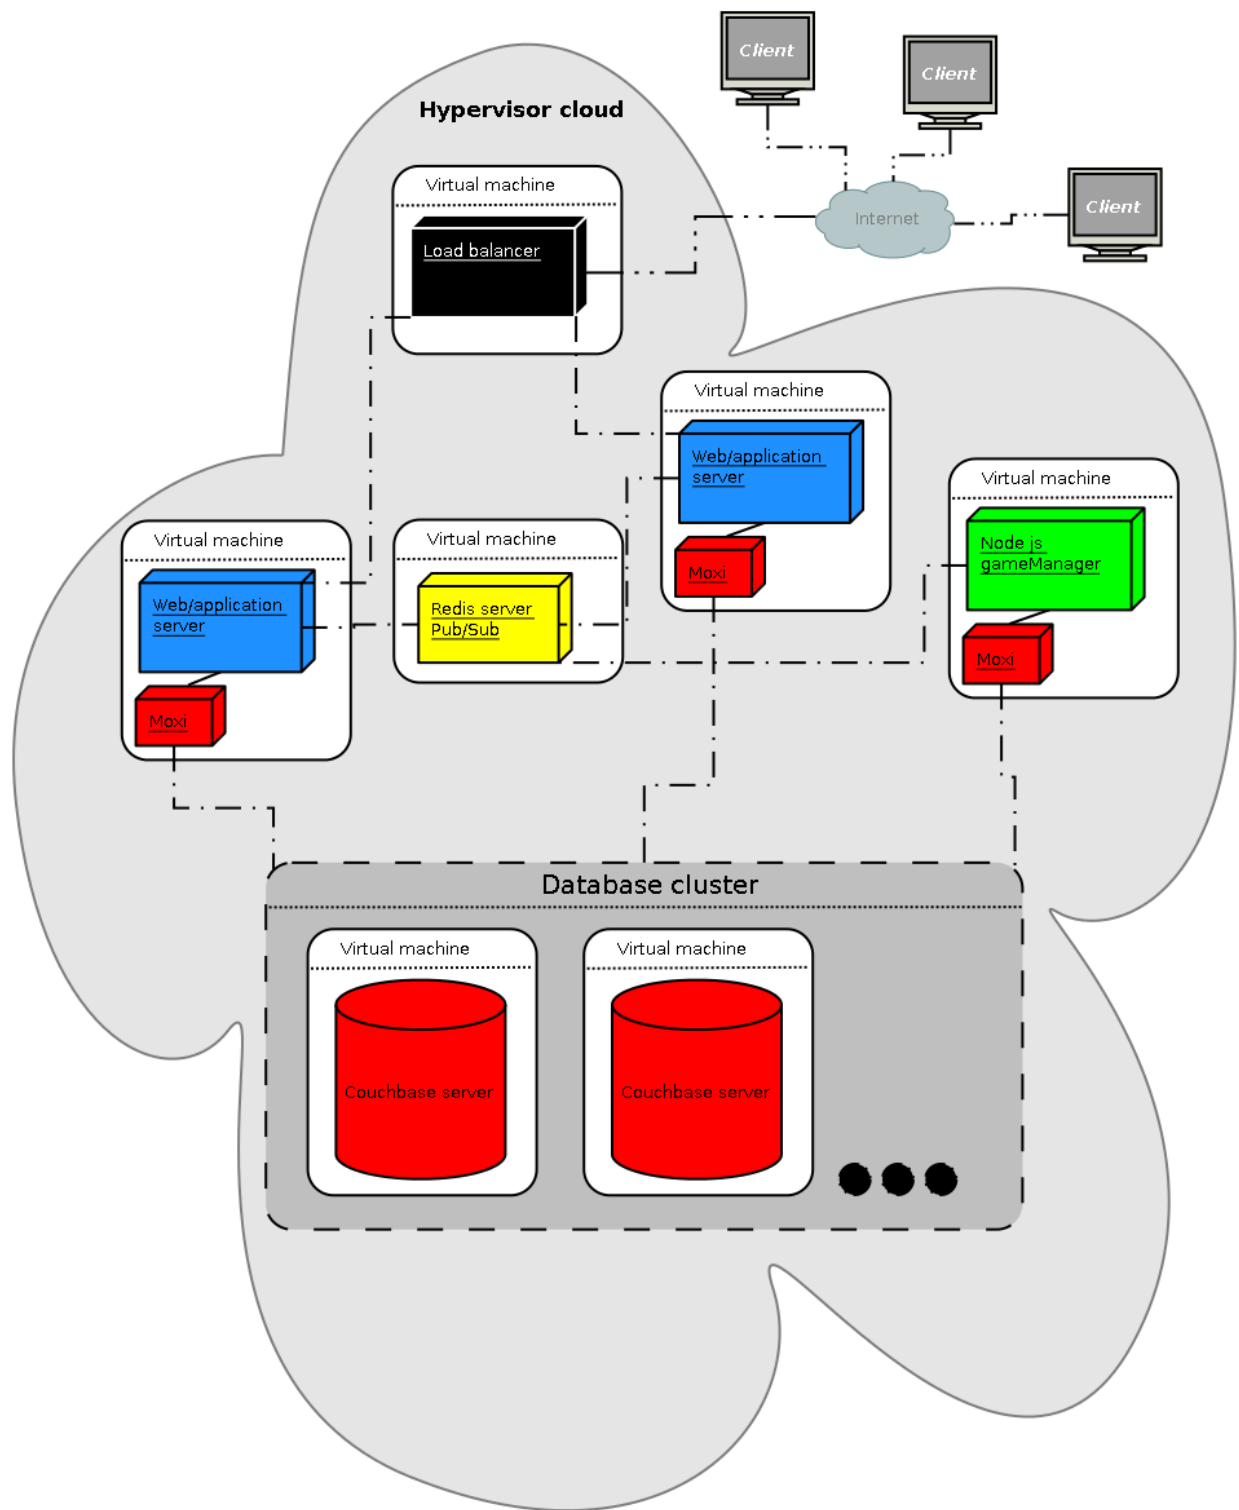 Client
Client
Hypervisor cloud
Virtual machine
Client
Internet
Load balancer
Virtual machine
Web/application
server
Virtual machine
Node js
gameManager
Moxi
Moxi
Virtual machine
Web/application
server
Moxi
Virtual machine
Redis server
Pub/Sub
Database cluster
Virtual machine
Virtual machine
Couchbase server
Couchbase server